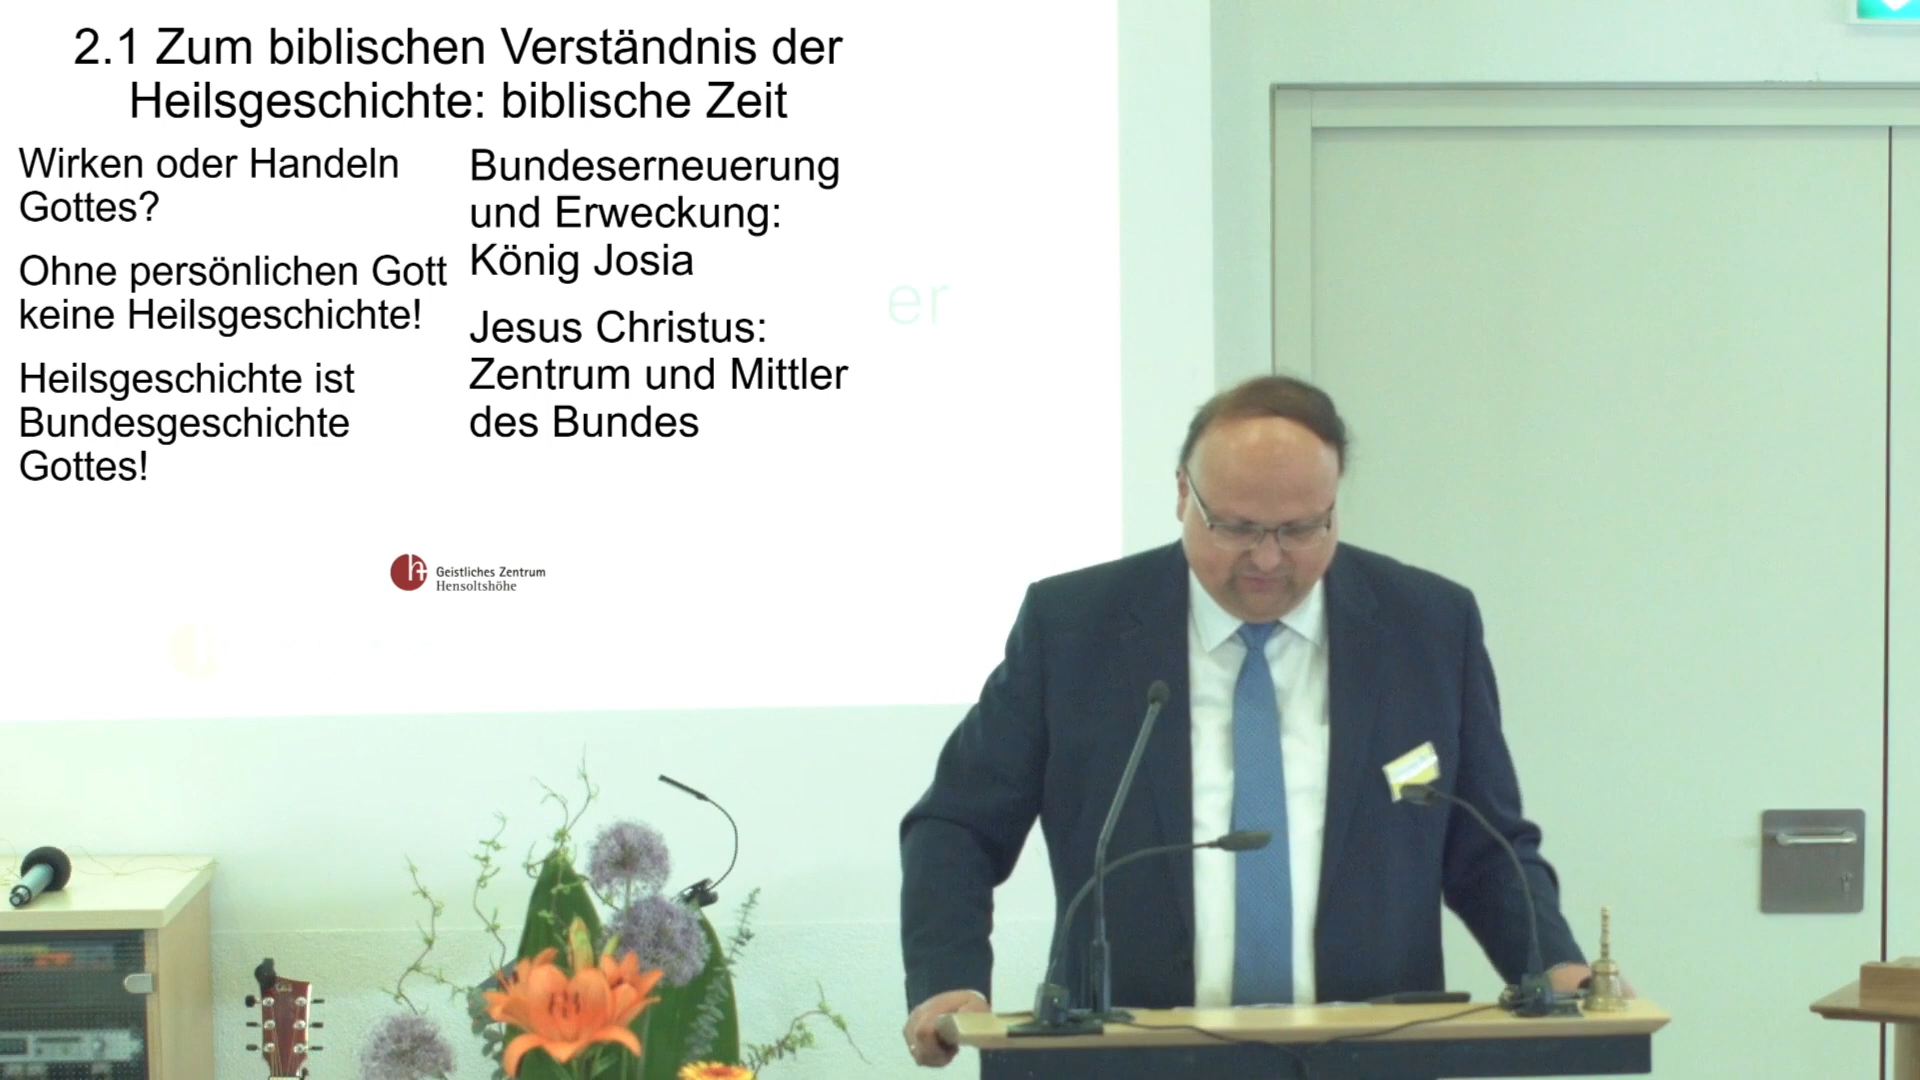 2.1 Zum biblischen Verständnis der
Heilsgeschichte: biblische Zeit
Wirken oder Handeln
Gottes?
Ohne persönlichen Gott
keine Heilsgeschichte!
Heilsgeschichte ist
Bundesgeschichte
Gottes!
Bundeserneuerung
und Erweckung:
König Josia
Jesus Christus:
Zentrum und Mittler
des Bundes
er
Geistliches Zentrum
Hensoltshöhe